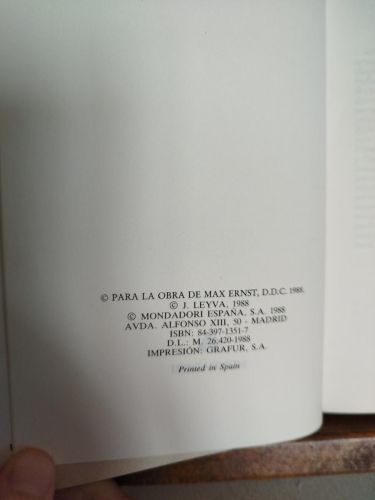 © PARA LA OBRA DE MAX ERNST, D.D.C. 1988.
© J. LEYVA, 1988
© MONDADORI ESPAÑA, S.A. 1988
AVDA. ALFONSO XIII, 50 - MADRID
ISBN: 84-397-1351-7
D.L.: M. 26.420-1988
IMPRESIÓN: GRAFUR, S.A.
Printed in Spain